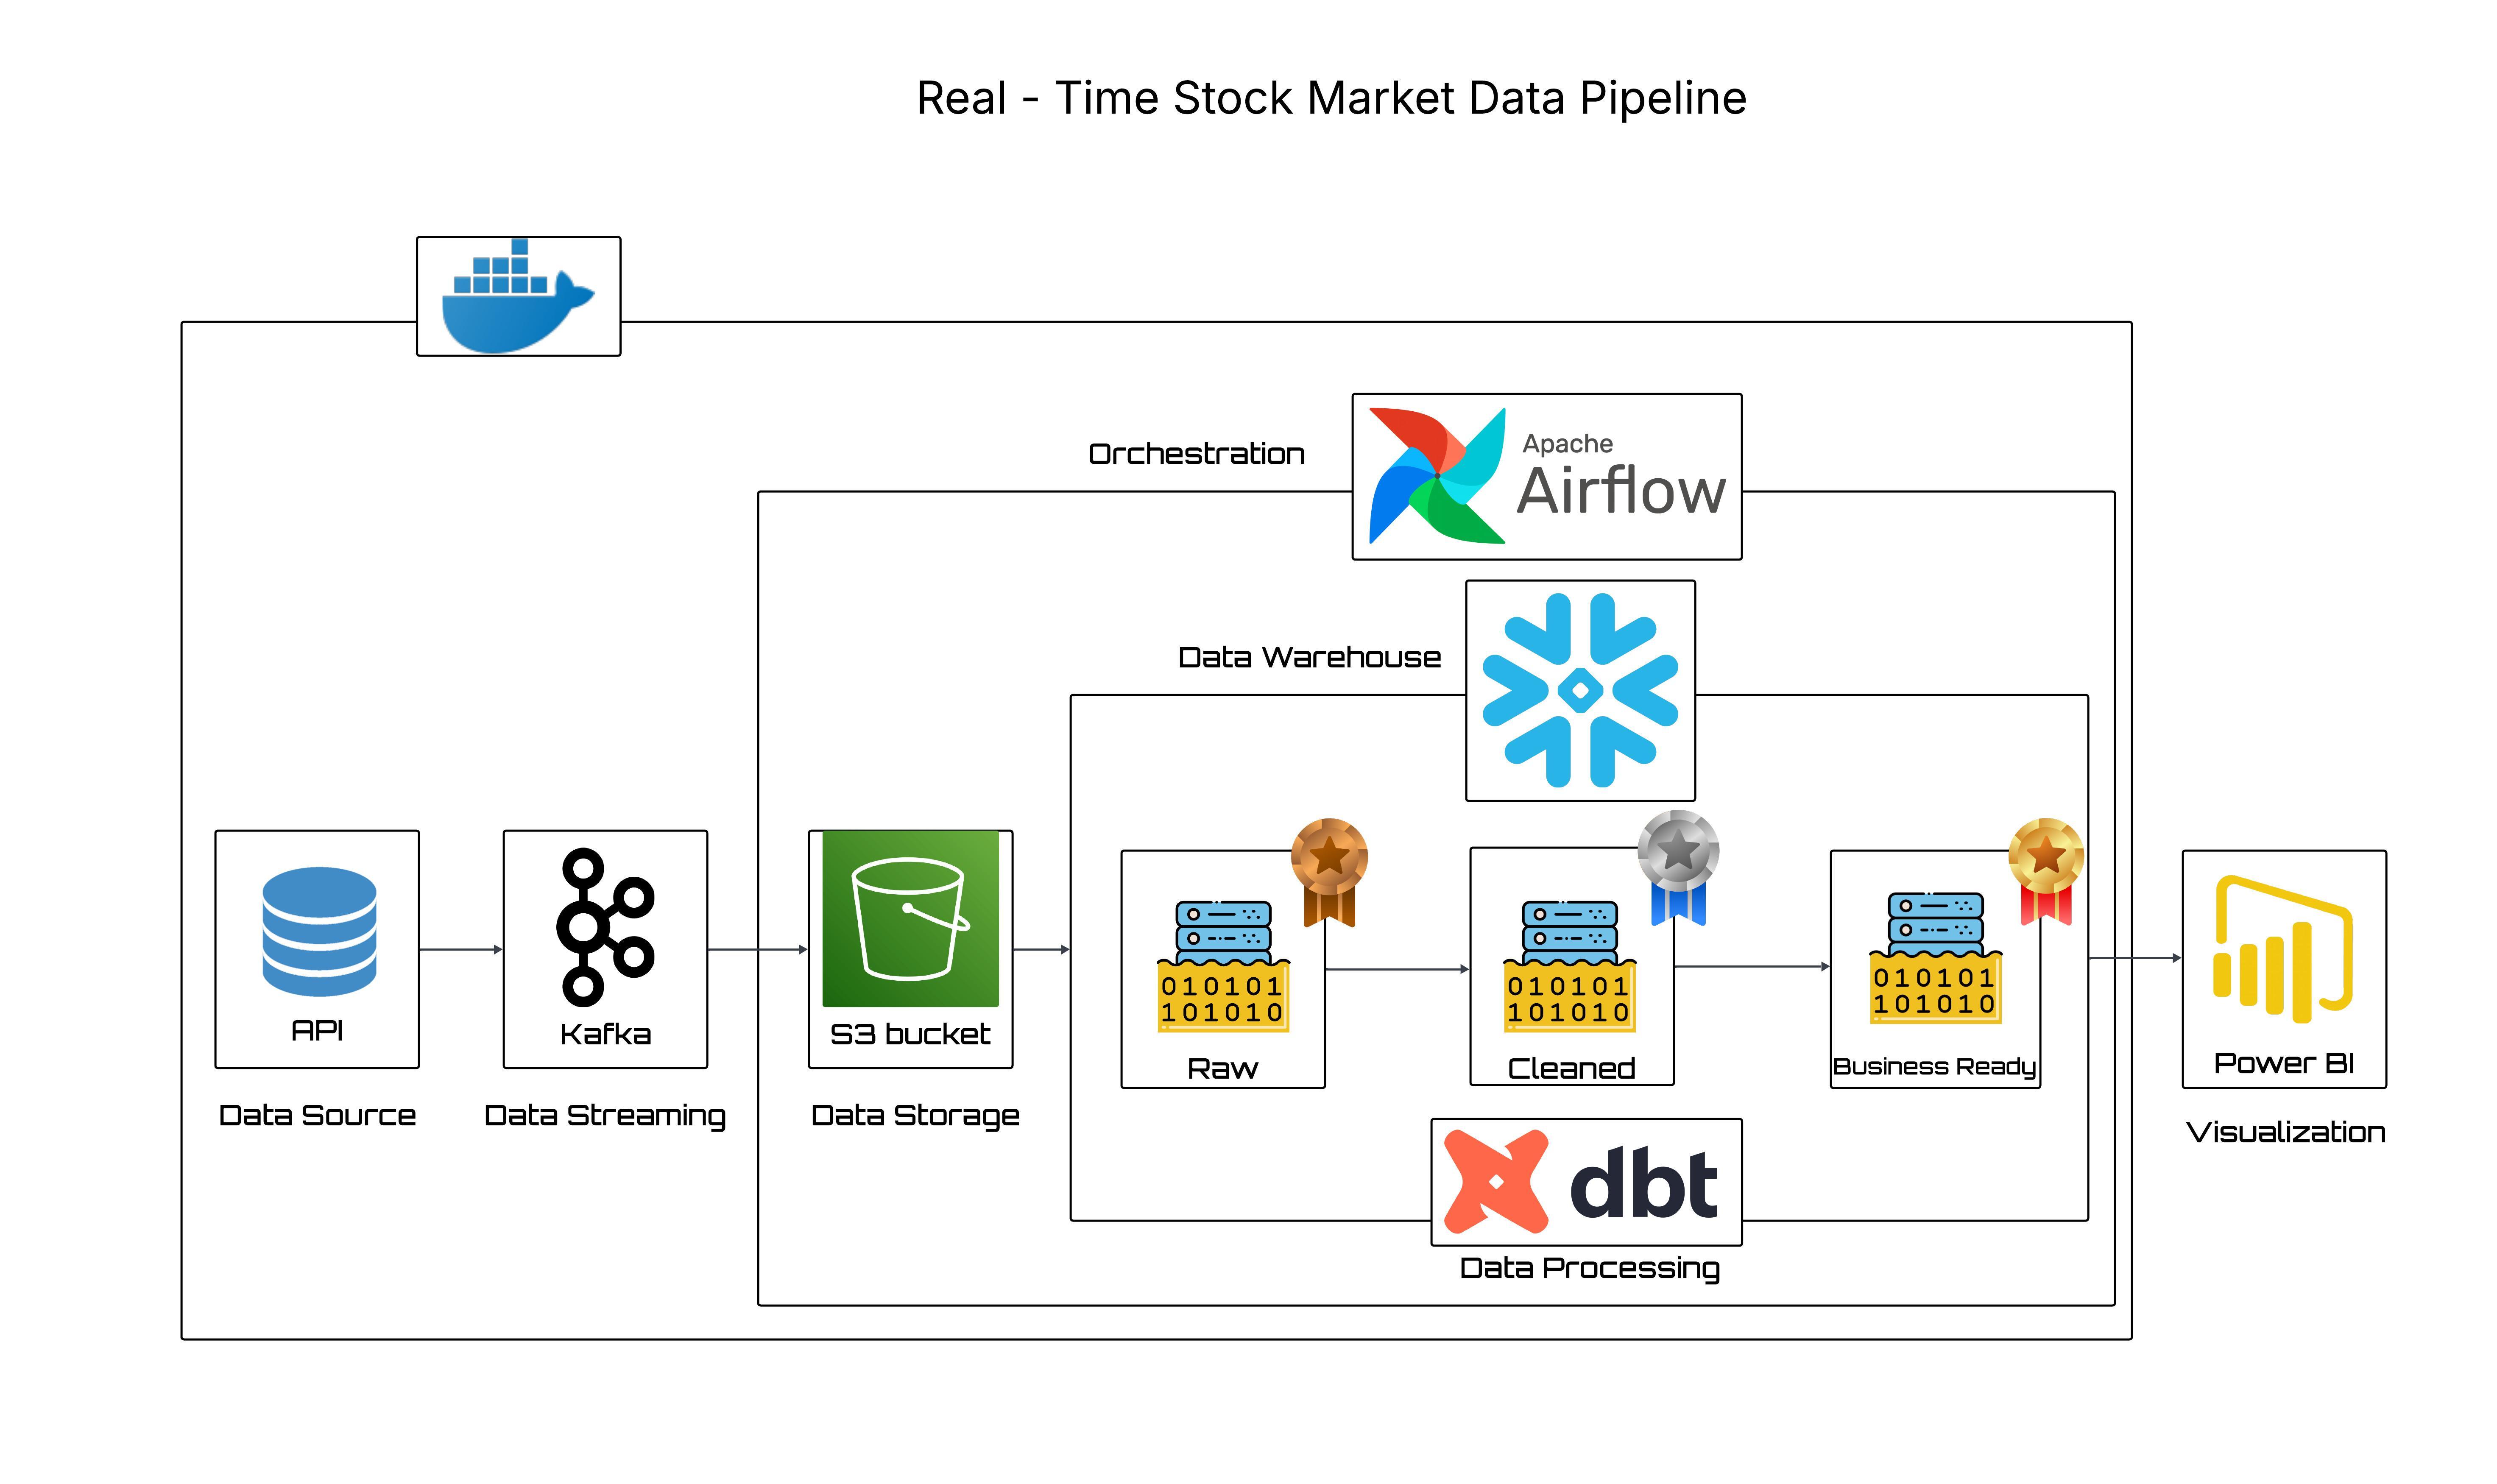 Real - Time Stock Market Data Pipeline
Orchestration
Apache
Airflow
Data Warehouse
API
Data Source
Kafka
Data Streaming
S3 bucket
Data Storage
010101
101010
Raw
010101
101010
Cleaned
010101
101010
Business Ready
Power BI
Visualization
dbt
Data Processing